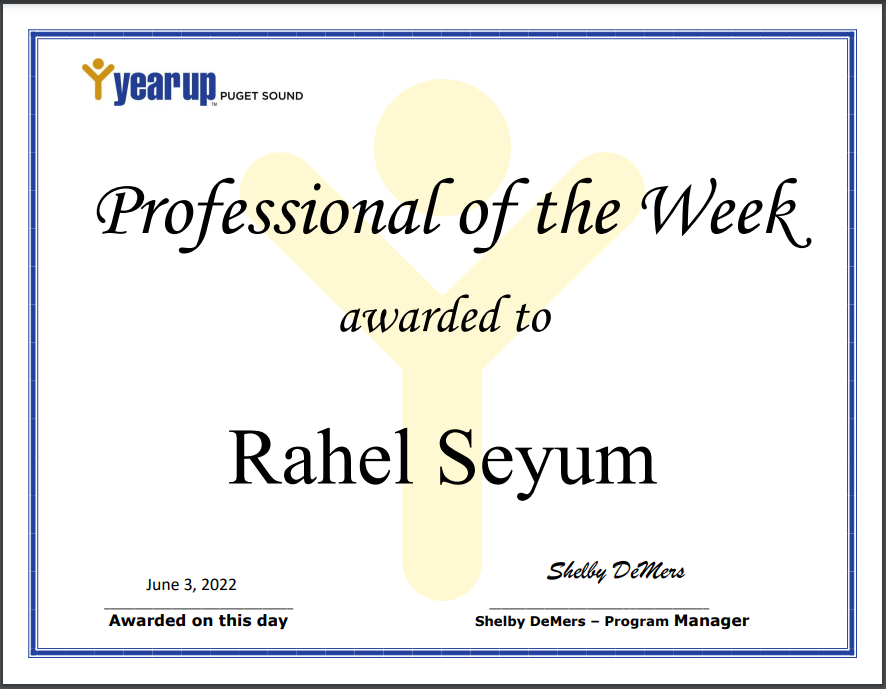 yearup™ PUGET SOUND
Professional of the Week
awarded to
Rahel Seyum
June 3, 2022
Shelby DeMers
Awarded on this day
Shelby DeMers – Program Manager